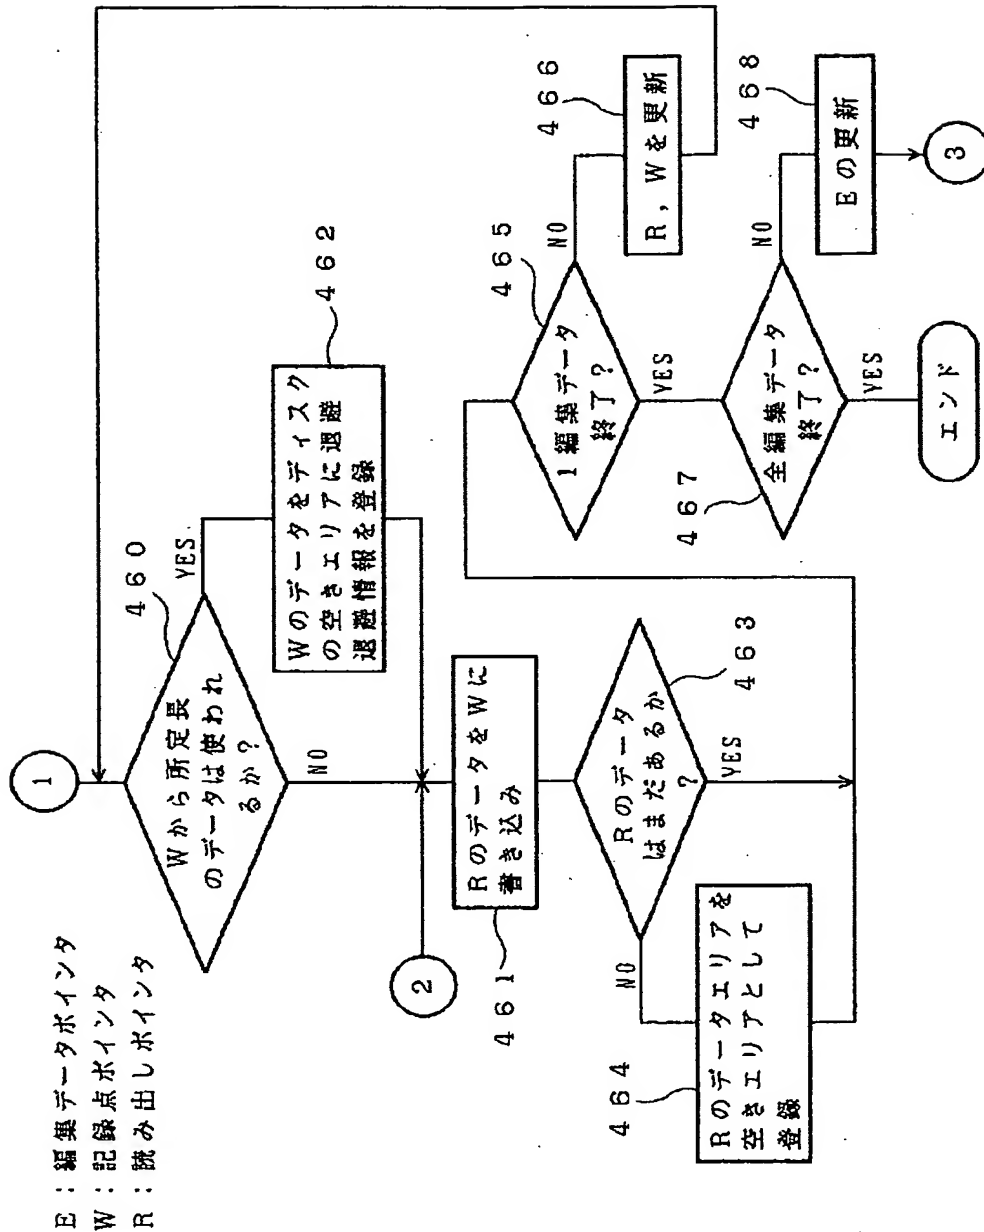 E：編集データポインタ
W：記録点ポインタ
R：読み出しポインタ
1
460
Wから所定長
のデータは使われ
るか？
YES
NO
462
Wのデータをディスク
の空きエリアに退避
退避情報を登録
2
461
Rのデータを Wに
書き込み
463
Rのデータ
はまだあるか
？
NO
YES
464
Rのデータエリアを
空きエリアとして
登録
465
1編集データ
終了？
NO
YES
466
R，Wを更新
467
全編集データ
終了？
NO
YES
468
Eの更新
3
エンド